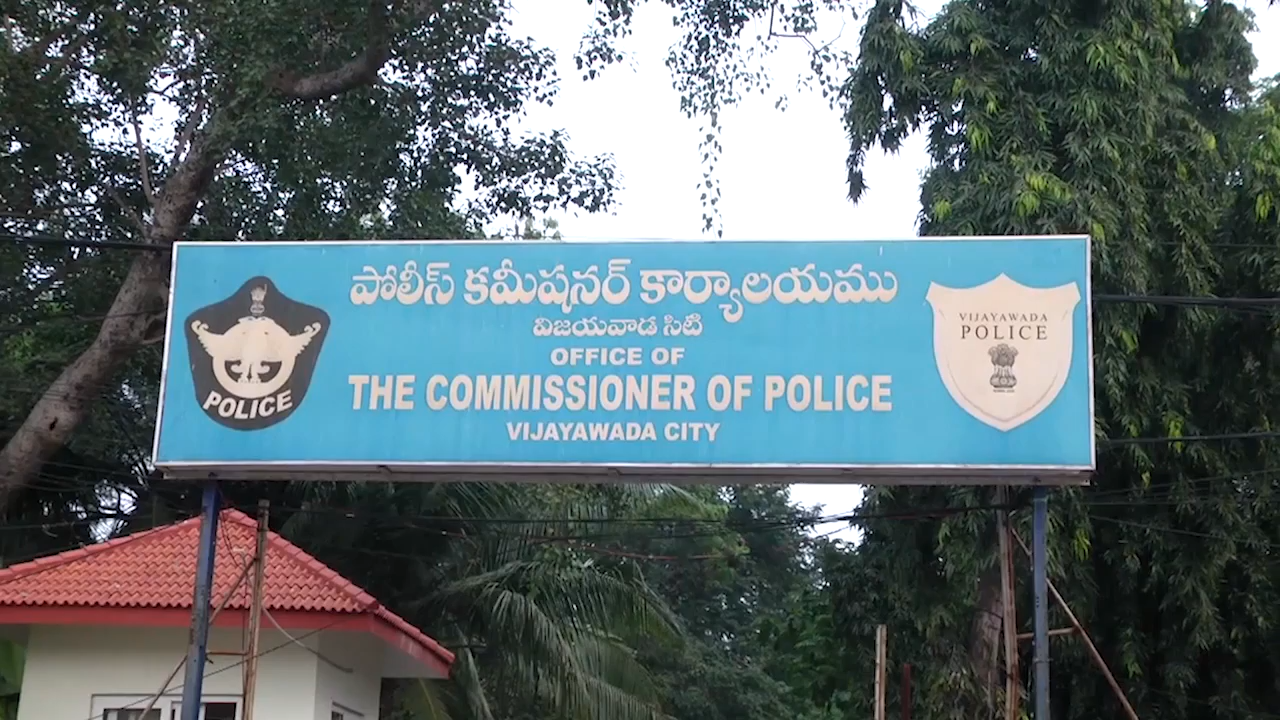 పోలీస్ కమీషనర్ కార్యాలయము
విజయవాడ సిటి
OFFICE OF
THE COMMISSIONER OF POLICE
VIJAYAWADA CITY
POLICE
VIJAYAWADA
POLICE